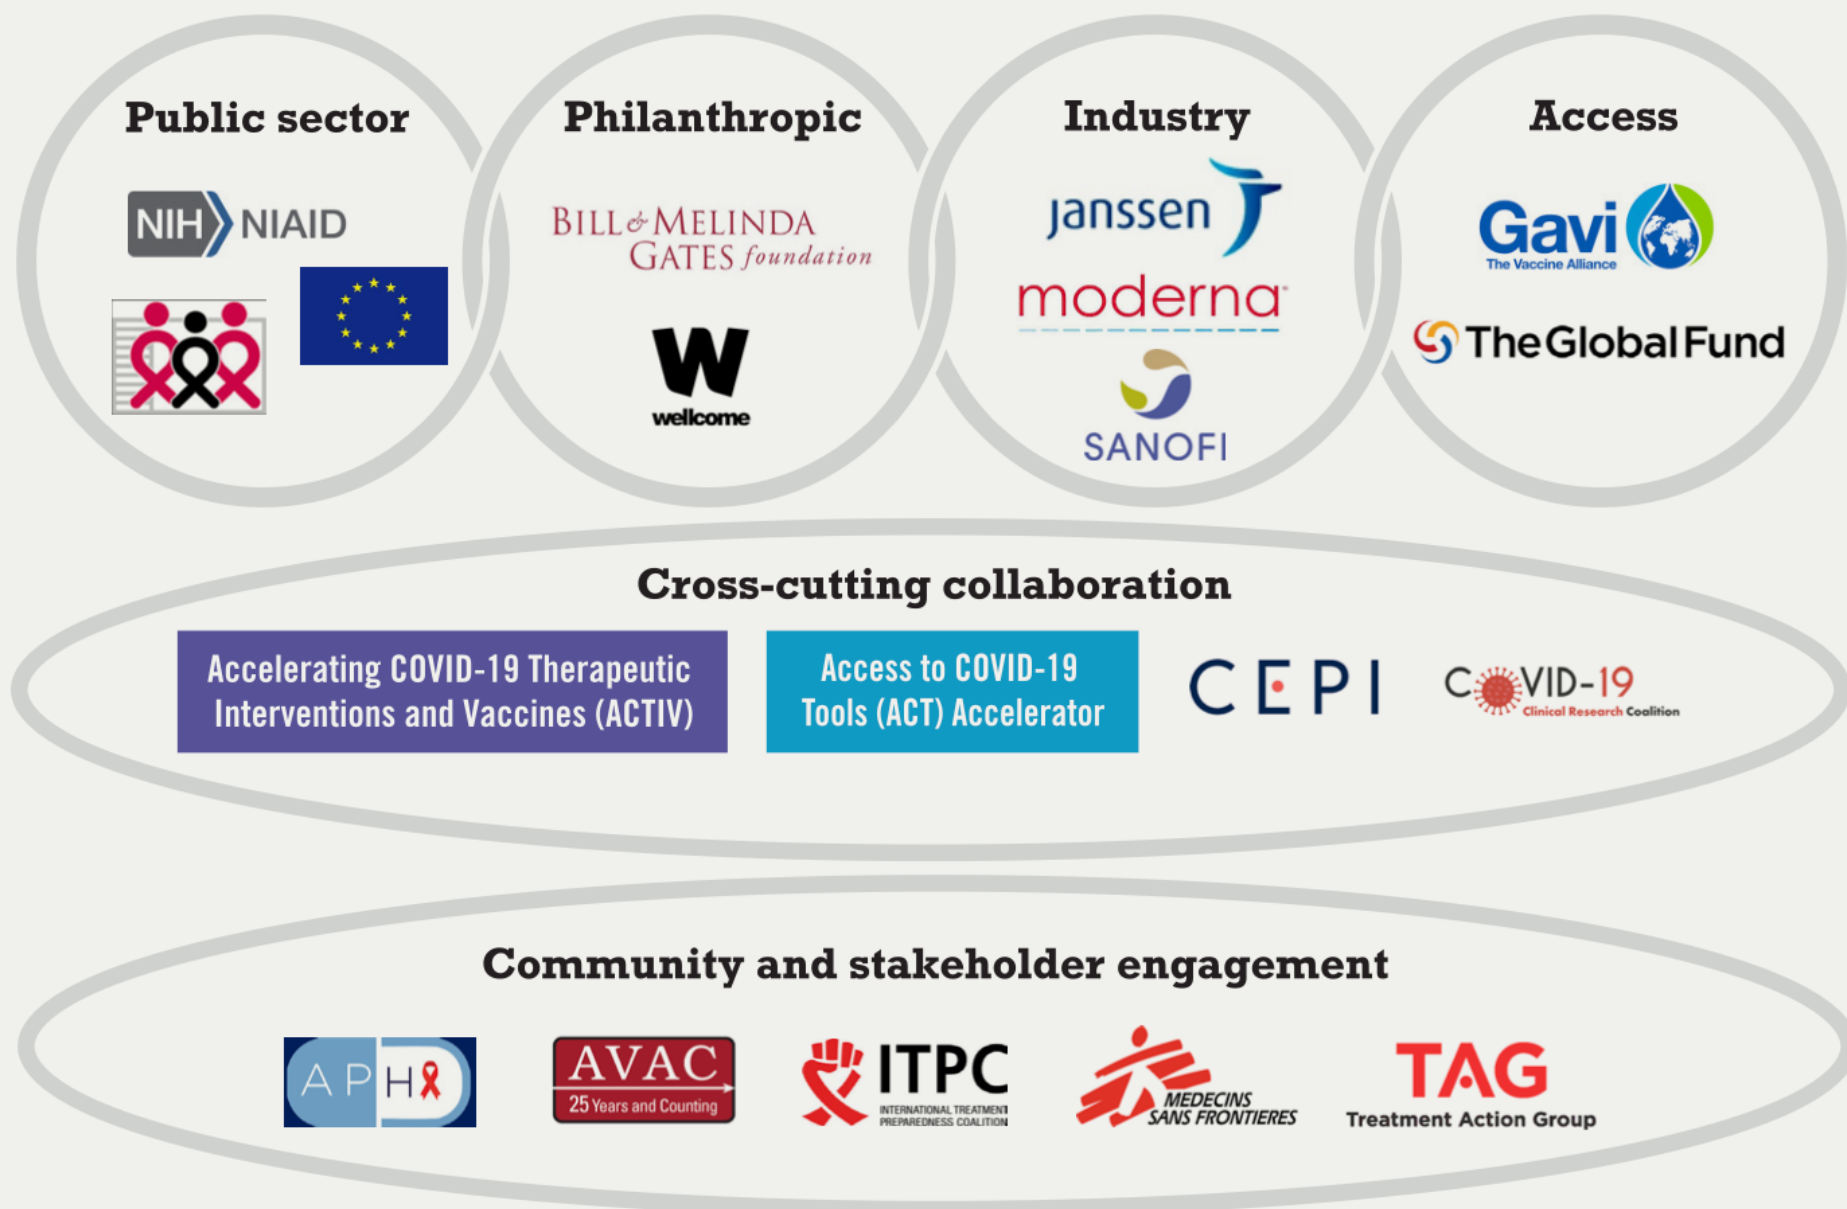 Public sector
Philanthropic
Industry
Access
NIH NIAID
BILL & MELINDA
GATES foundation
wellcome
janssen
moderna
SANOFI
Gavi
The Vaccine Alliance
The Global Fund
Cross-cutting collaboration
Accelerating COVID-19 Therapeutic
Interventions and Vaccines (ACTIV)
Access to COVID-19
Tools (ACT) Accelerator
CEPI
COVID-19
Clinical Research Coalition
Community and stakeholder engagement
APHA
AVAC
25 Years and Counting
ITPC
INTERNATIONAL TREATMENT
PREPAREDNESS COALITION
MEDECINS
SANS FRONTIERES
TAG
Treatment Action Group